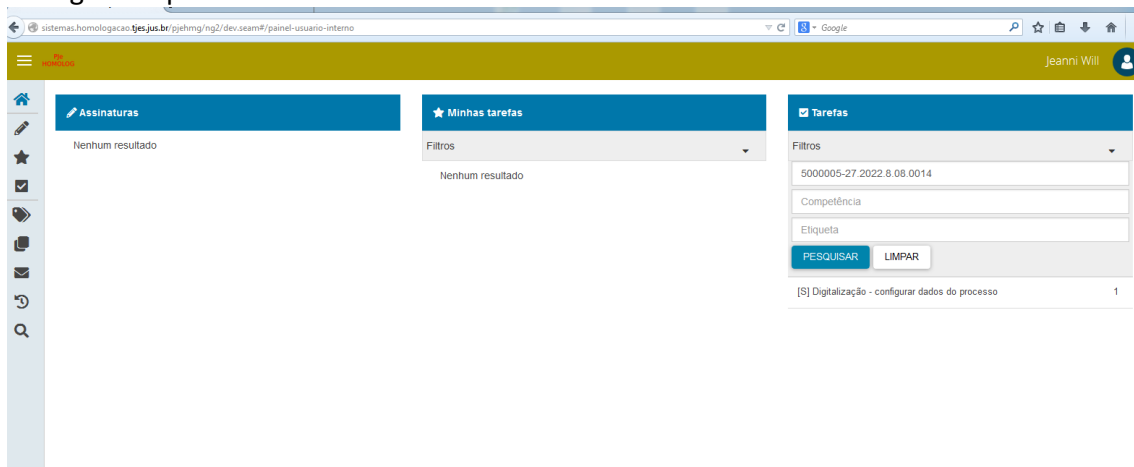 sistemas.homologacao.tjes.jus.br/pjehmg/ng2/dev.seam#/painel-usuario-interno
Google
Pje
HOMOLOG
Jeanni Will
Assinaturas
Nenhum resultado
Minhas tarefas
Filtros
Nenhum resultado
Tarefas
Filtros
5000005-27.2022.8.08.0014
Competência
Etiqueta
PESQUISAR LIMPAR
[S] Digitalização - configurar dados do processo 1